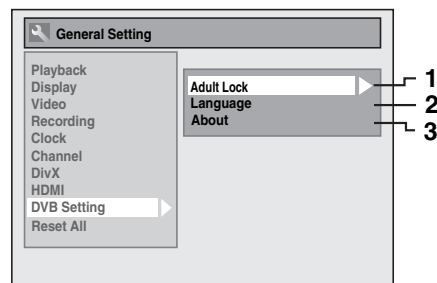 General Setting
Playback
Display
Video
Recording
Clock
Channel
DivX
HDMI
DVB Setting
Reset All
Adult Lock
Language
About
1
2
3